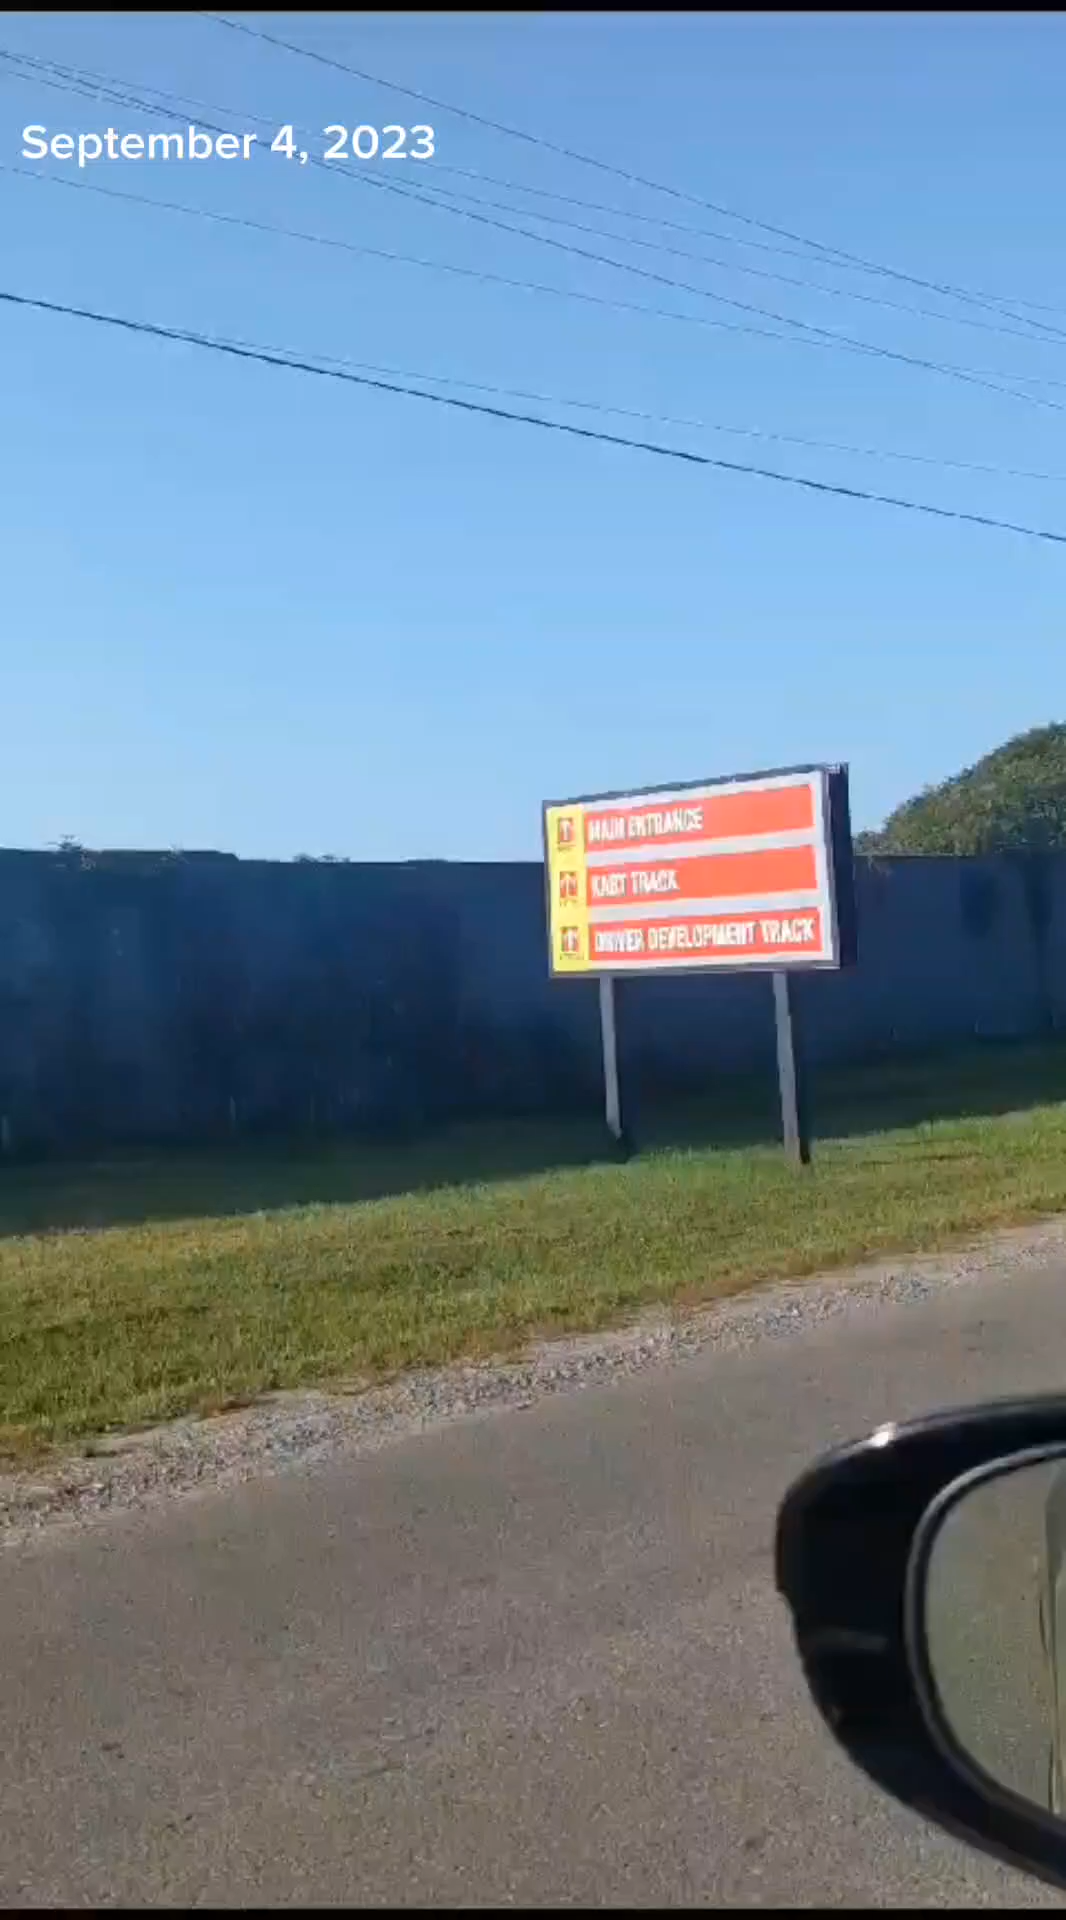 September 4, 2023
MAIN ENTRANCE
KART TRACK
DRIVER DEVELOPMENT TRACK